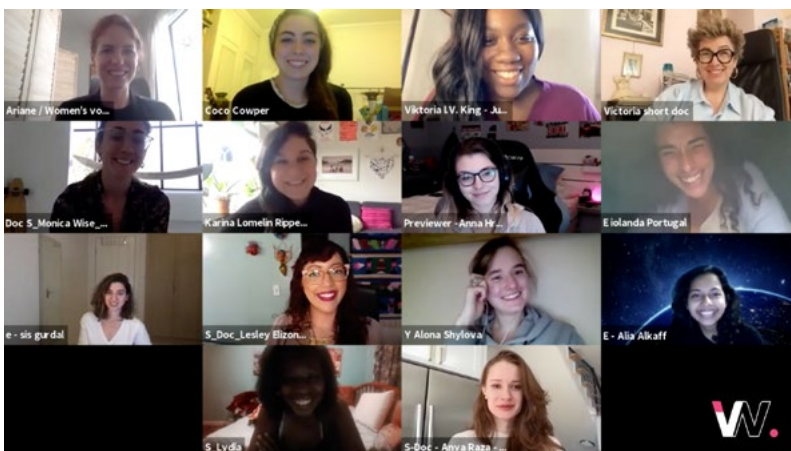 Ariane / Women's vo...
Coco Cowper
Viktoria I.V. King - Ju...
Victoria short doc
Doc S_Monica Wise_...
Karina Lomelin Rippe...
Previewer -Anna Hr...
E iolanda Portugal
e - sis gurdal
S_Doc_Lesley Elizon...
Y Alona Shylova
E - Alia Alkaff
S_Lydia
S-Doc - Anya Raza - ...
W.